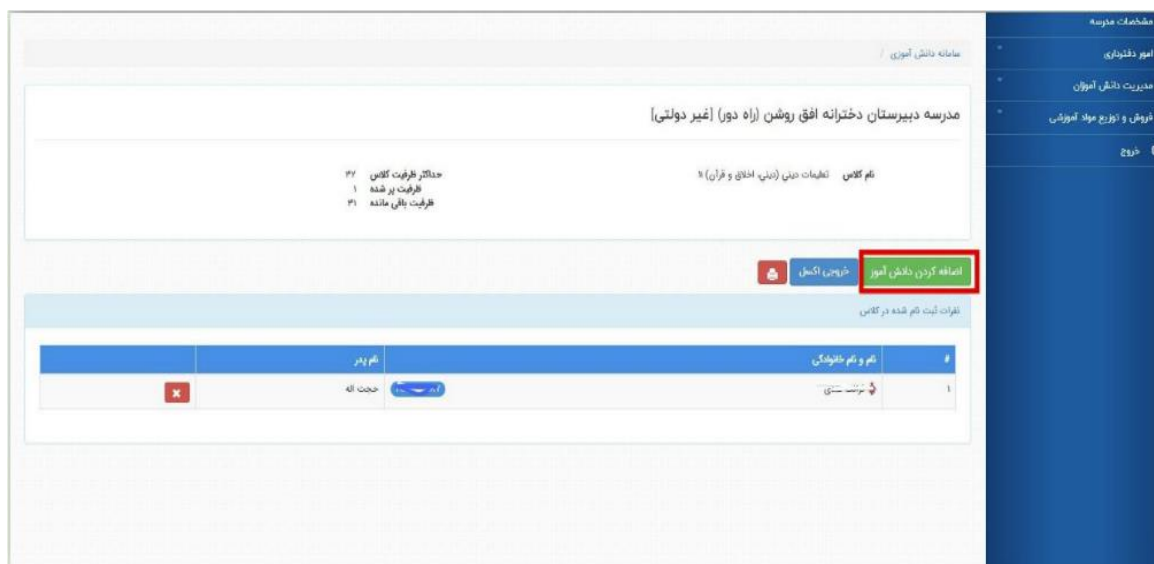 مشخصات مدرسه
امور دفترداری
مدیریت دانش آموزان
فروش و توزیع مواد آموزشی
خروج
سامانه دانش آموزی /
مدرسه دبیرستان دخترانه افق روشن (راه دور) [غیر دولتی]
نام کلاس تعلیمات دینی (دینی، اخلاق و قرآن)
حداکثر ظرفیت کلاس ۳۲
ظرفیت پر شده ۱
ظرفیت باقی مانده ۳۱
اضافه کردن دانش آموز خروجی اکسل
نفرات ثبت نام شده در کلاس
# نام و نام خانوادگی نام پدر
۱ حجت اله